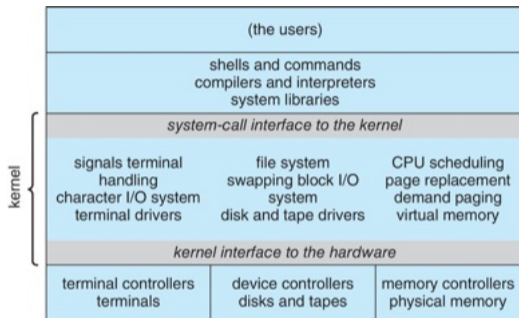 (the users)
shells and commands
compilers and interpreters
system libraries
system-call interface to the kernel
kernel
signals terminal
handling
character I/O system
terminal drivers
file system
swapping block I/O
system
disk and tape drivers
CPU scheduling
page replacement
demand paging
virtual memory
kernel interface to the hardware
terminal controllers
terminals
device controllers
disks and tapes
memory controllers
physical memory